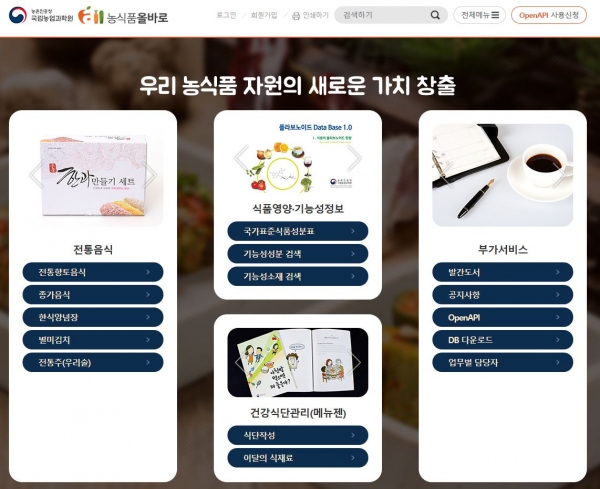 농촌진흥청
국립농업과학원
all 농식품올바로
로그인 / 회원가입 / 인쇄하기
검색하기
전체메뉴
OpenAPI 사용신청
우리 농식품 자원의 새로운 가치 창출
한과만들기 세트
전통음식
전통향토음식
종가음식
한식양념장
별미김치
전통주(우리술)
플라보노이드 Data Base 1.0
식품영양·기능성정보
국가표준식품성분표
기능성성분 검색
기능성소재 검색
건강식단관리(메뉴젠)
식단작성
이달의 식재료
부가서비스
발간도서
공지사항
OpenAPI
DB 다운로드
업무별 담당자